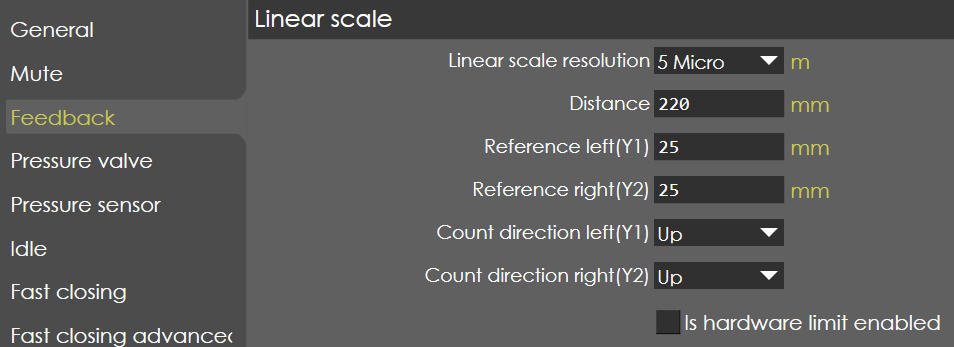 General
Mute
Feedback
Pressure valve
Pressure sensor
Idle
Fast closing
Fast closing advanced
Linear scale
Linear scale resolution 5 Micro m
Distance 220 mm
Reference left(Y1) 25 mm
Reference right(Y2) 25 mm
Count direction left(Y1) Up
Count direction right(Y2) Up
Is hardware limit enabled